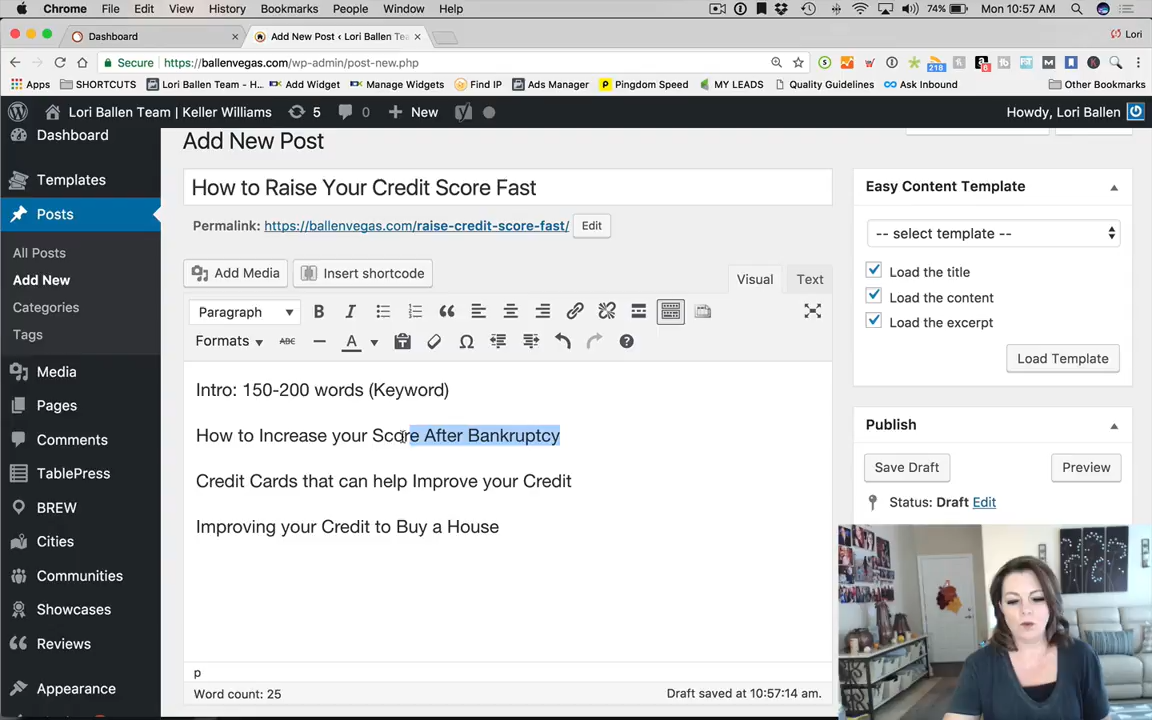 Chrome File Edit View History Bookmarks People Window Help 74% Mon 10:57 AM
Dashboard × Add New Post ‹ Lori Ballen Tea × Lori
Secure https://ballenvegas.com/wp-admin/post-new.php
Apps SHORTCUTS Lori Ballen Team - H... Add Widget Manage Widgets Find IP Ads Manager Pingdom Speed MY LEADS Quality Guidelines Ask Inbound Other Bookmarks
218
Lori Ballen Team | Keller Williams 5 0 New Howdy, Lori Ballen
Dashboard
Templates
Posts
All Posts
Add New
Categories
Tags
Media
Pages
Comments
TablePress
BREW
Cities
Communities
Showcases
Reviews
Appearance
Add New Post
How to Raise Your Credit Score Fast
Permalink: https://ballenvegas.com/raise-credit-score-fast/ Edit
Add Media Insert shortcode Visual Text
Paragraph B I
Formats ABC A
Intro: 150-200 words (Keyword)
How to Increase your Score After Bankruptcy
Credit Cards that can help Improve your Credit
Improving your Credit to Buy a House
p
Word count: 25 Draft saved at 10:57:14 am.
Easy Content Template
-- select template --
Load the title
Load the content
Load the excerpt
Load Template
Publish
Save Draft Preview
Status: Draft Edit